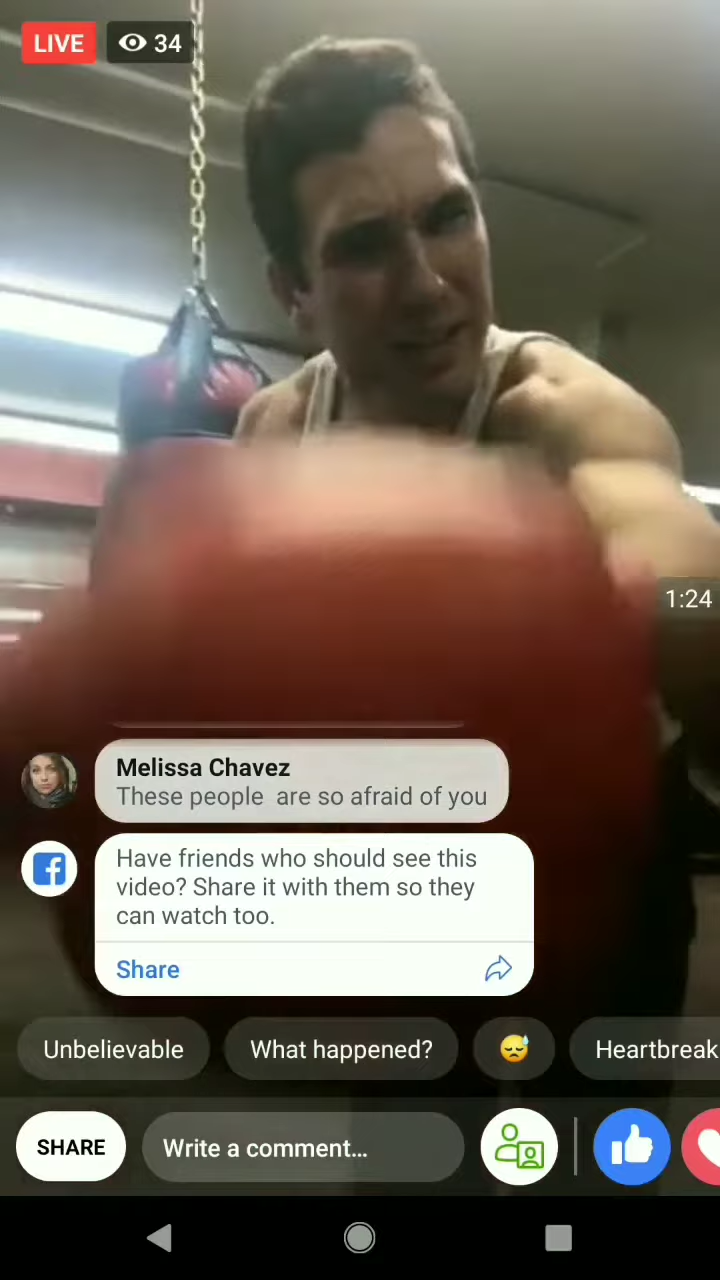 LIVE 34
1:24
Melissa Chavez
These people are so afraid of you
Have friends who should see this
video? Share it with them so they
can watch too.
Share
Unbelievable What happened? Heartbreak
SHARE Write a comment...